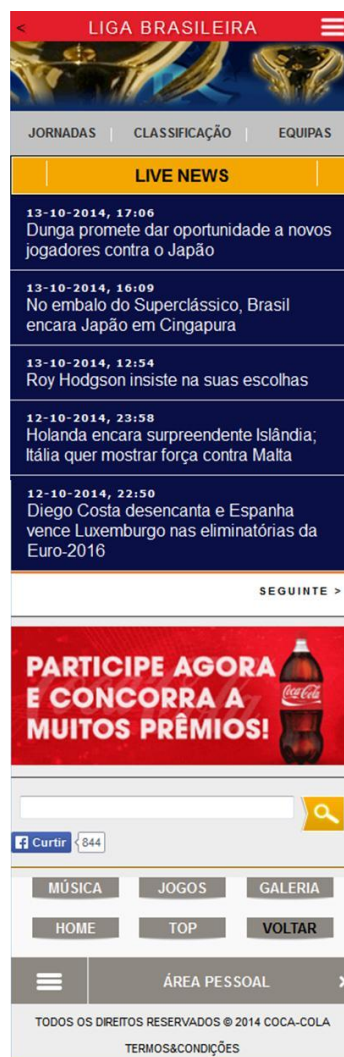 < LIGA BRASILEIRA
JORNADAS CLASSIFICAÇÃO EQUIPAS
LIVE NEWS
13-10-2014, 17:06
Dunga promete dar oportunidade a novos
jogadores contra o Japão
13-10-2014, 16:09
No embalo do Superclássico, Brasil
encara Japão em Cingapura
13-10-2014, 12:54
Roy Hodgson insiste na suas escolhas
12-10-2014, 23:58
Holanda encara surpreendente Islândia;
Itália quer mostrar força contra Malta
12-10-2014, 22:50
Diego Costa desencanta e Espanha
vence Luxemburgo nas eliminatórias da
Euro-2016
SEGUINTE >
PARTICIPE AGORA
E CONCORRA A
MUITOS PRÊMIOS!
Coca-Cola
f Curtir 844
MÚSICA JOGOS GALERIA
HOME TOP VOLTAR
ÁREA PESSOAL
TODOS OS DIREITOS RESERVADOS @ 2014 COCA-COLA
TERMOS&CONDIÇÕES